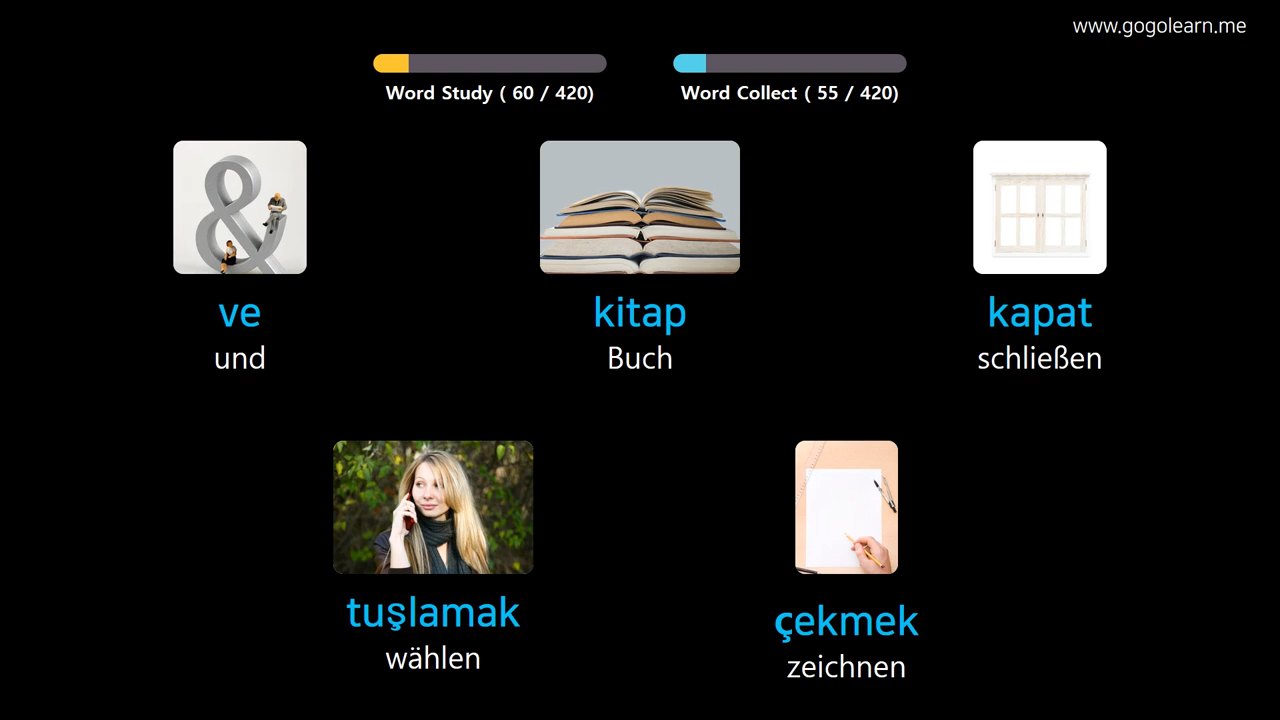 www.gogolearn.me
Word Study ( 60 / 420)
Word Collect ( 55 / 420)
ve
und
kitap
Buch
kapat
schließen
tuşlamak
wählen
çekmek
zeichnen